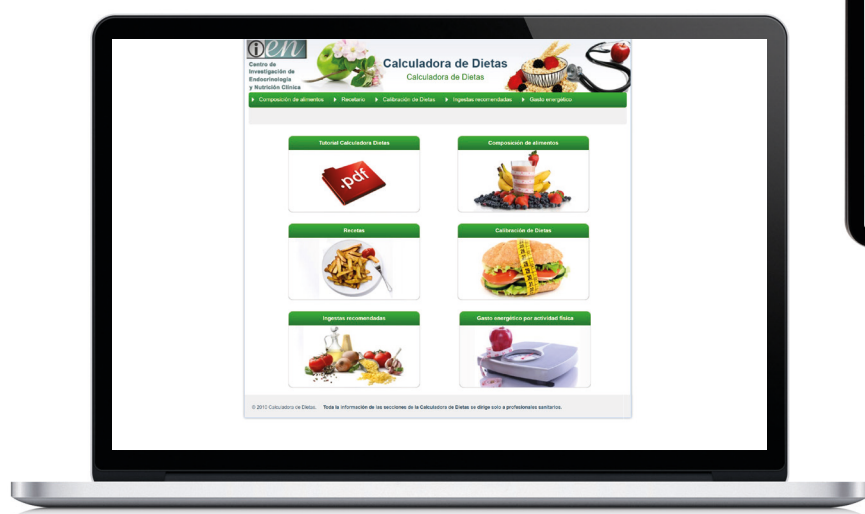 ien
Centro de
Investigación de
Endocrinología
y Nutrición Clínica
Calculadora de Dietas
Calculadora de Dietas
Composición de alimentos
Recetario
Calibración de Dietas
Ingestas recomendadas
Gasto energético
Tutorial Calculadora Dietas
Composición de alimentos
.pdf
Recetas
Calibración de Dietas
Ingestas recomendadas
Gasto energético por actividad física
© 2015 Calculadora de Dietas. Toda la información de las secciones de la Calculadora de Dietas se dirige solo a profesionales sanitarios.